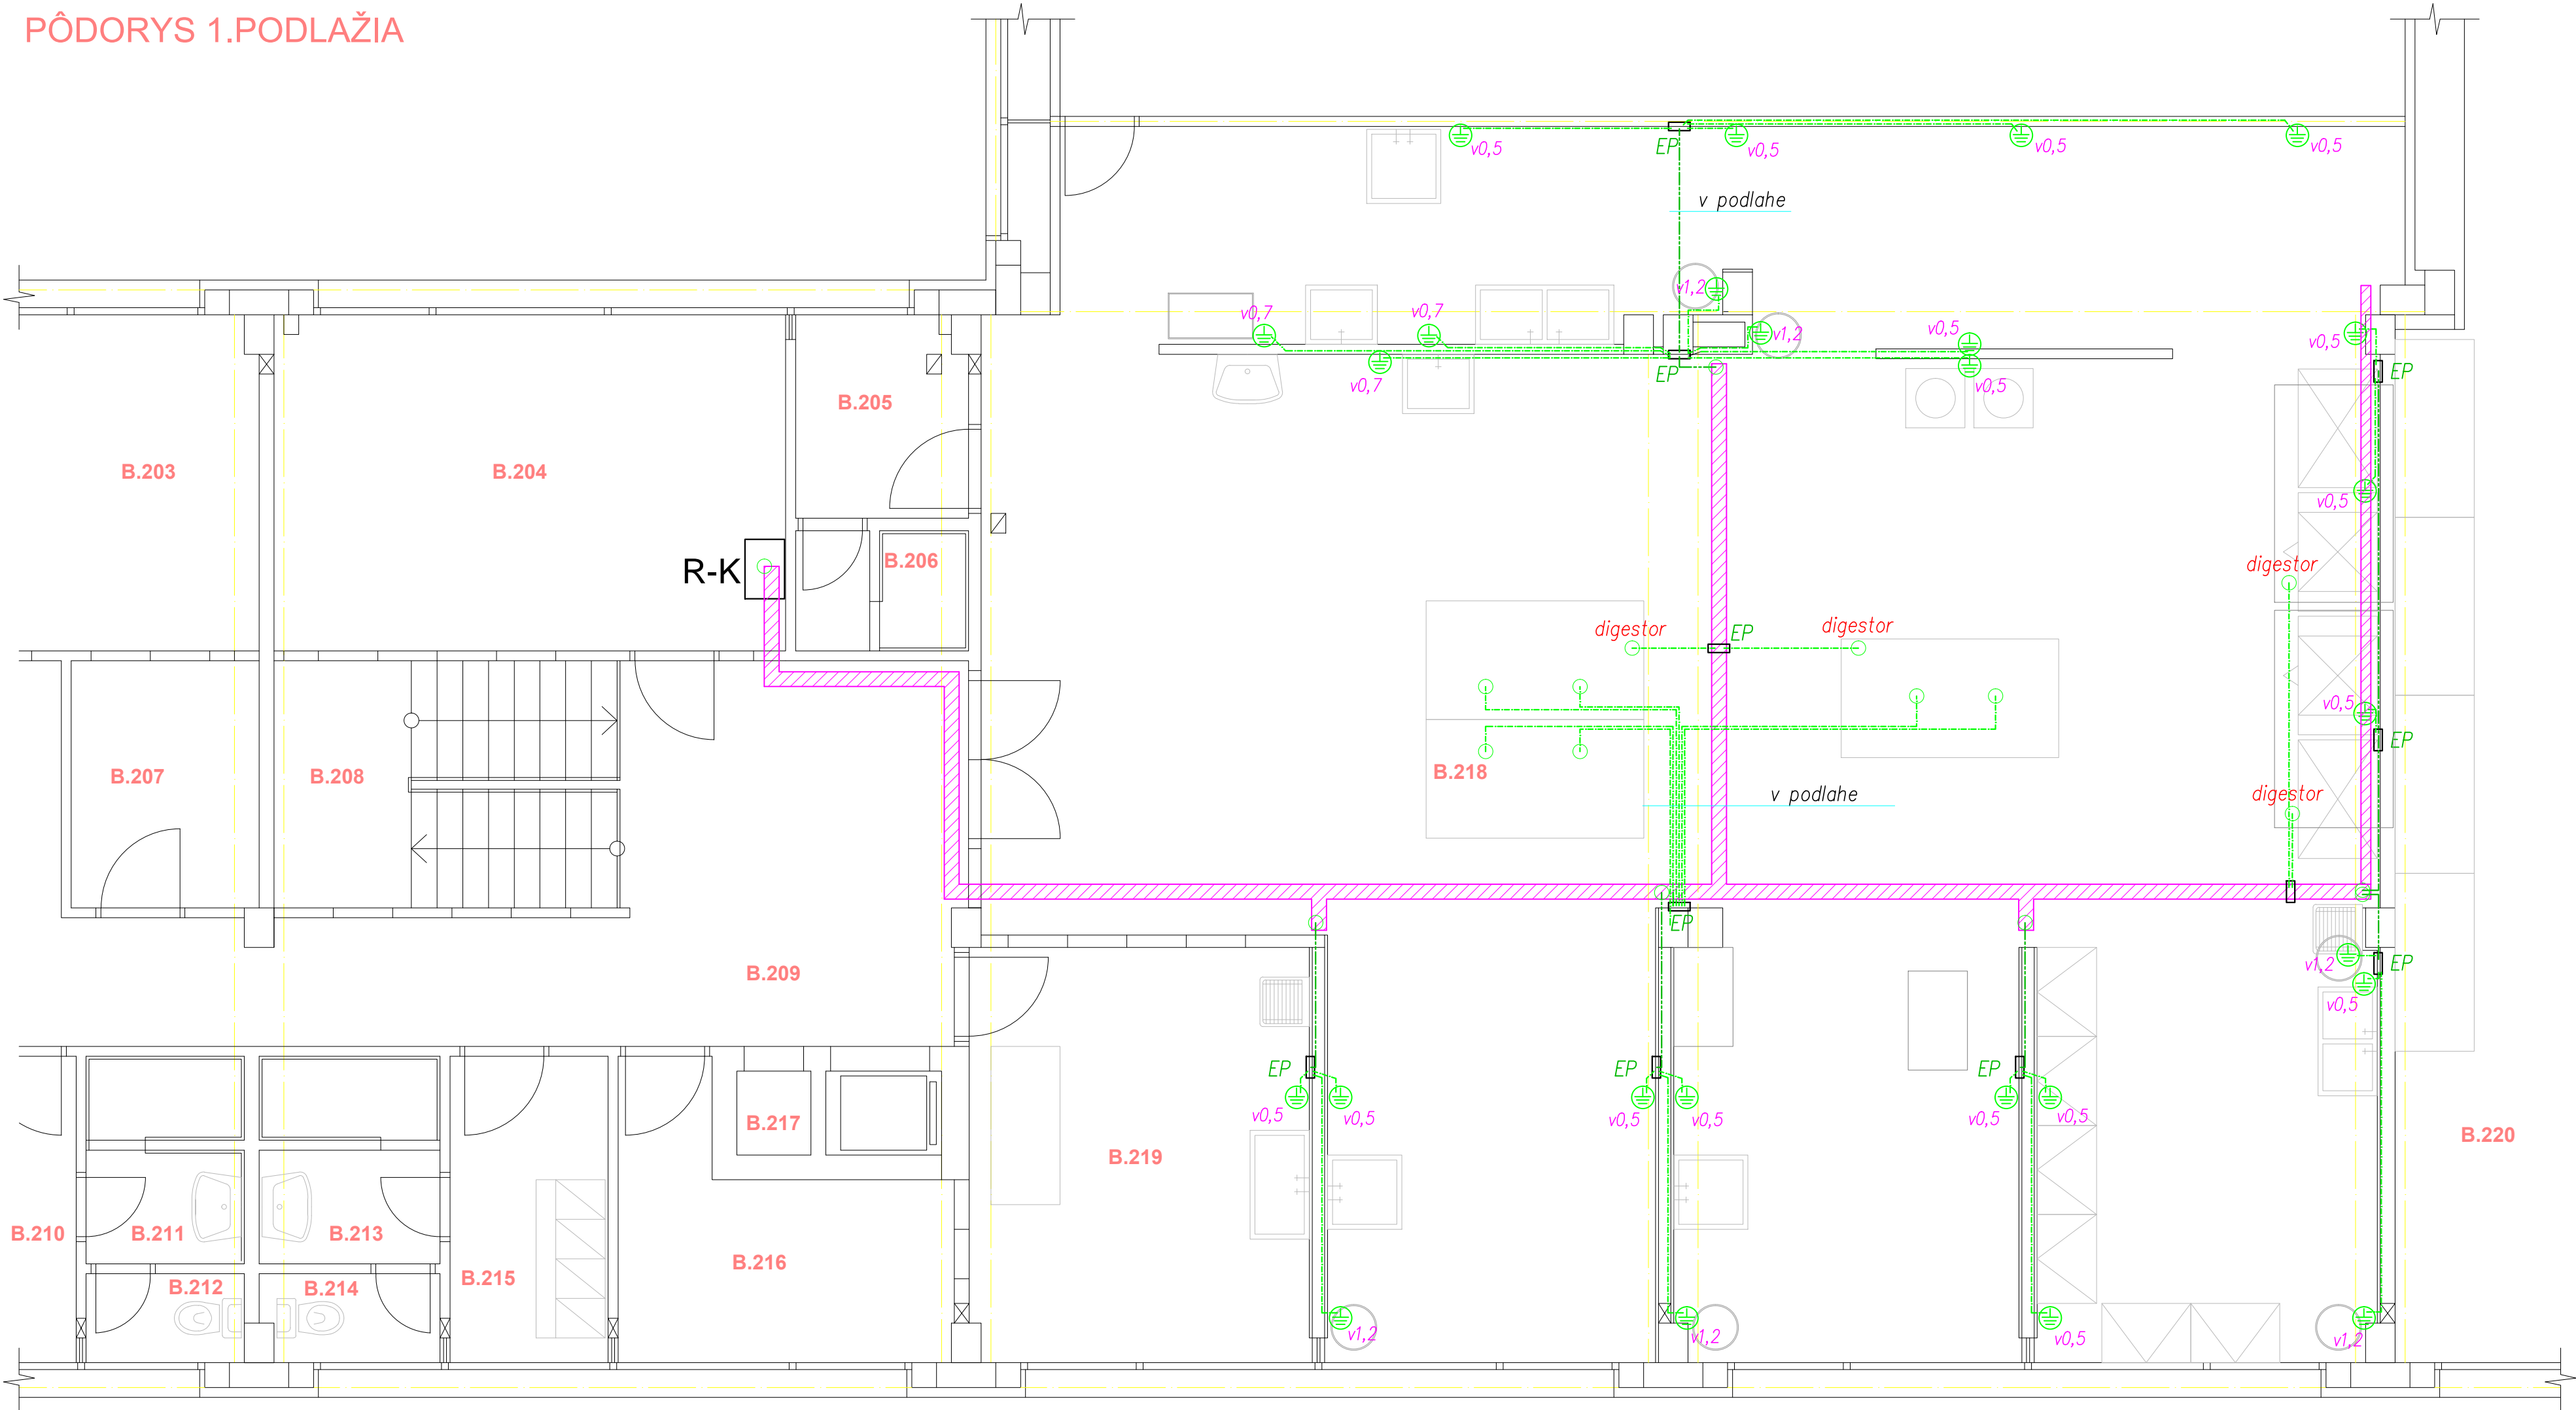 PÔDORYS 1.PODLAŽIA
EP
v0,5
v0,5
v0,5
v0,5
v podlahe
v1,2
v0,7
v0,7
v1,2
v0,5
v0,5
EP
v0,7
v0,5
EP
B.205
B.203
B.204
v0,5
R-K
B.206
digestor
digestor
EP
digestor
v0,5
EP
B.207
B.208
B.218
v podlahe
digestor
EP
B.209
v1,2
EP
v0,5
EP
EP
EP
v0,5
v0,5
v0,5
v0,5
v0,5
v0,5
B.217
B.219
B.220
B.210
B.211
B.213
B.216
B.215
B.212
B.214
v1,2
v1,2
v0,5
v1,2